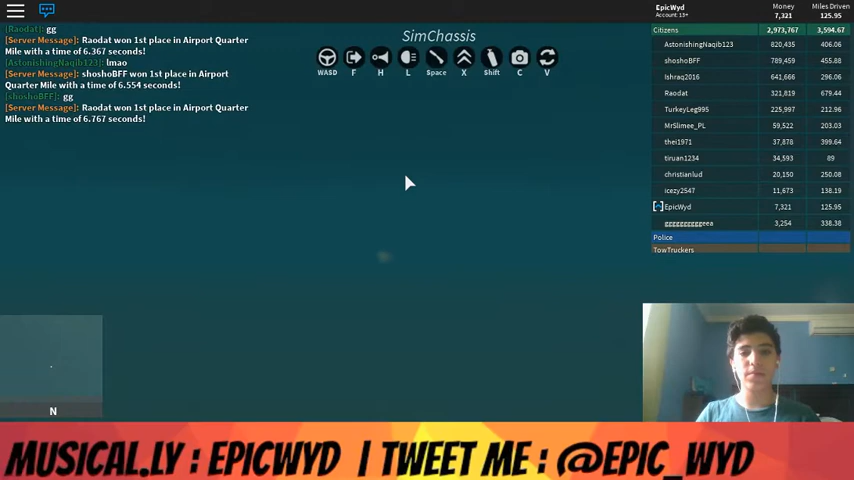 EpicWyd
Account: 13+
Money
7,321
Miles Driven
125.95
[Raodat]: gg
[Server Message]: Raodat won 1st place in Airport Quarter
Mile with a time of 6.367 seconds!
[AstonishingNaqib123]: lmao
[Server Message]: shoshoBFF won 1st place in Airport
Quarter Mile with a time of 6.554 seconds!
[shoshoBFF]: gg
[Server Message]: Raodat won 1st place in Airport Quarter
Mile with a time of 6.767 seconds!
SimChassis
WASD F H L Space X Shift C V
Citizens 2,973,767 3,594.67
AstonishingNaqib123 820,435 406.06
shoshoBFF 789,459 455.88
Ishraq2016 641,666 296.06
Raodat 321,819 679.44
TurkeyLeg995 225,997 212.96
MrSlimee_PL 59,522 203.03
thei1971 37,878 399.64
tiruan1234 34,593 89
christianlud 20,150 250.08
icezy2547 11,673 138.19
EpicWyd 7,321 125.95
ggggggggggeea 3,254 338.38
Police
TowTruckers
N
MUSICAL.LY : EPICWYD | TWEET ME : @EPIC_WYD